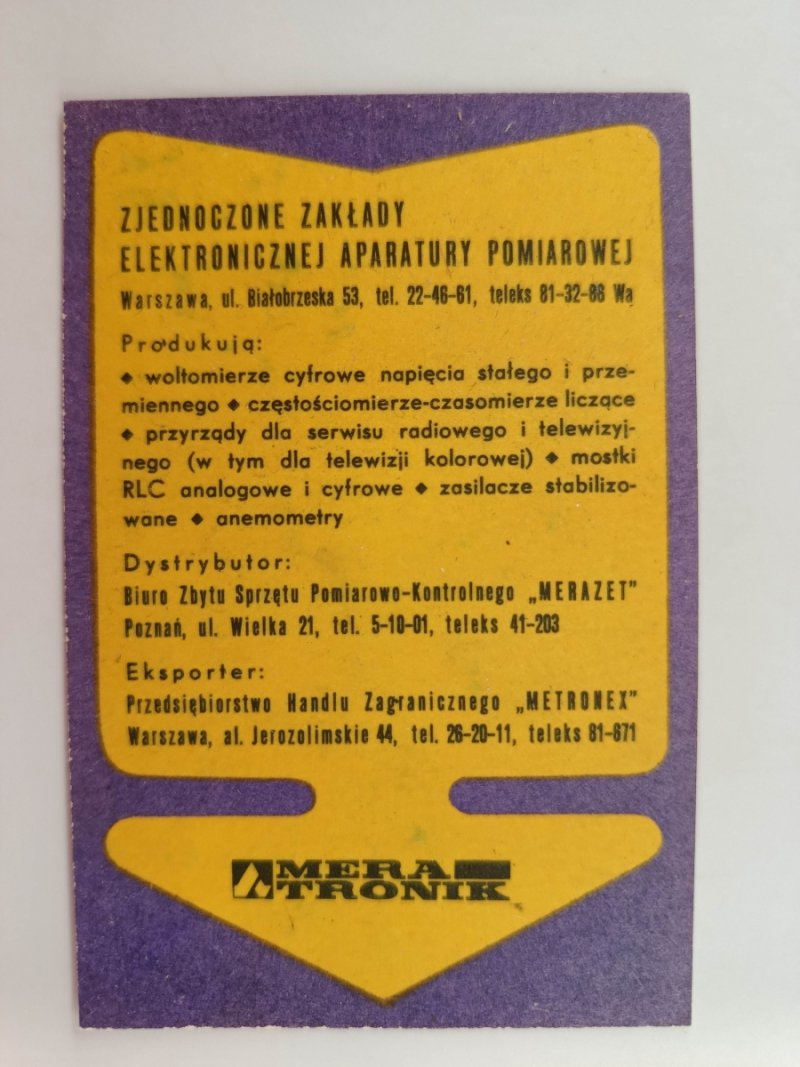 ZJEDNOCZONE ZAKŁADY
ELEKTRONICZNEJ APARATURY POMIAROWEJ
Warszawa, ul. Białobrzeska 53, tel. 22-46-61, teleks 81-32-88 Wa
Produkują:
◆ woltomierze cyfrowe napięcia stałego i prze-
miennego ◆ częstościomierze-czasomierze liczące
◆ przyrządy dla serwisu radiowego i telewizyj-
nego (w tym dla telewizji kolorowej) ◆ mostki
RLC analogowe i cyfrowe ◆ zasilacze stabilizo-
wane ◆ anemometry
Dystrybutor:
Biuro Zbytu Sprzętu Pomiarowo-Kontrolnego „MERAZET”
Poznań, ul. Wielka 21, tel. 5-10-01, teleks 41-203
Eksporter:
Przedsiębiorstwo Handlu Zagranicznego „METRONEX”
Warszawa, al. Jerozolimskie 44, tel. 26-20-11, teleks 81-671
MERA
TRONIK